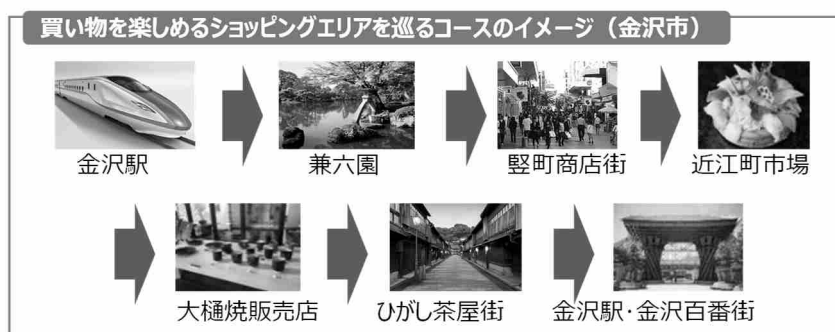 買い物を楽しめるショッピングエリアを巡るコースのイメージ（金沢市）
金沢駅
兼六園
竪町商店街
近江町市場
大樋焼販売店
ひがし茶屋街
金沢駅・金沢百番街